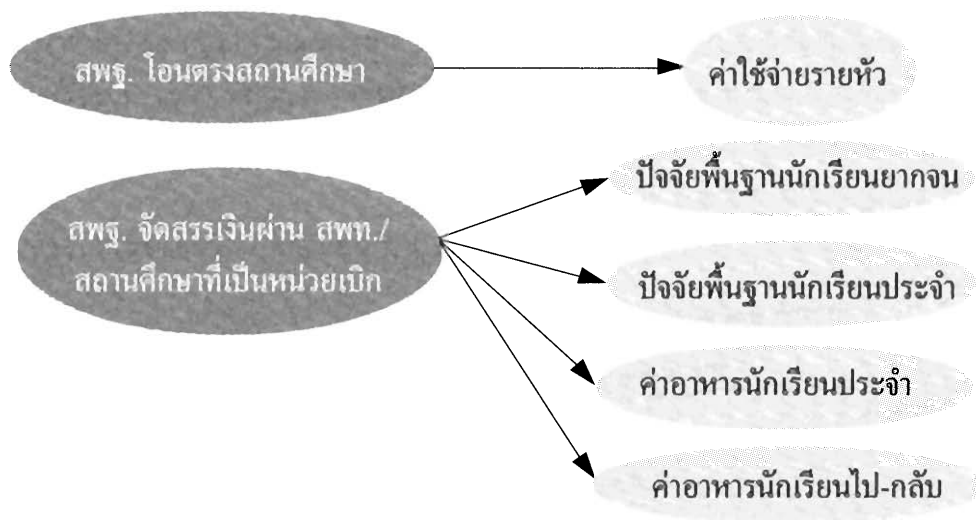 สพฐ. โอนตรงสถานศึกษา
ค่าใช้จ่ายรายหัว
ปัจจัยพื้นฐานนักเรียนยากจน
สพฐ. จัดสรรเงินผ่าน สพท./
สถานศึกษาที่เป็นหน่วยเบิก
ปัจจัยพื้นฐานนักเรียนประจำ
ค่าอาหารนักเรียนประจำ
ค่าอาหารนักเรียนไป-กลับ